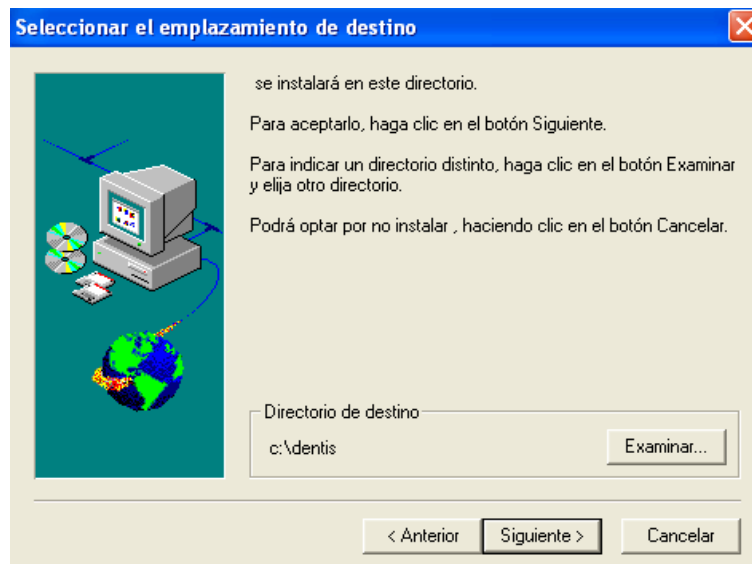 Seleccionar el emplazamiento de destino
se instalará en este directorio.
Para aceptarlo, haga clic en el botón Siguiente.
Para indicar un directorio distinto, haga clic en el botón Examinar
y elija otro directorio.
Podrá optar por no instalar , haciendo clic en el botón Cancelar.
Directorio de destino
c:\dentis
Examinar...
< Anterior
Siguiente >
Cancelar